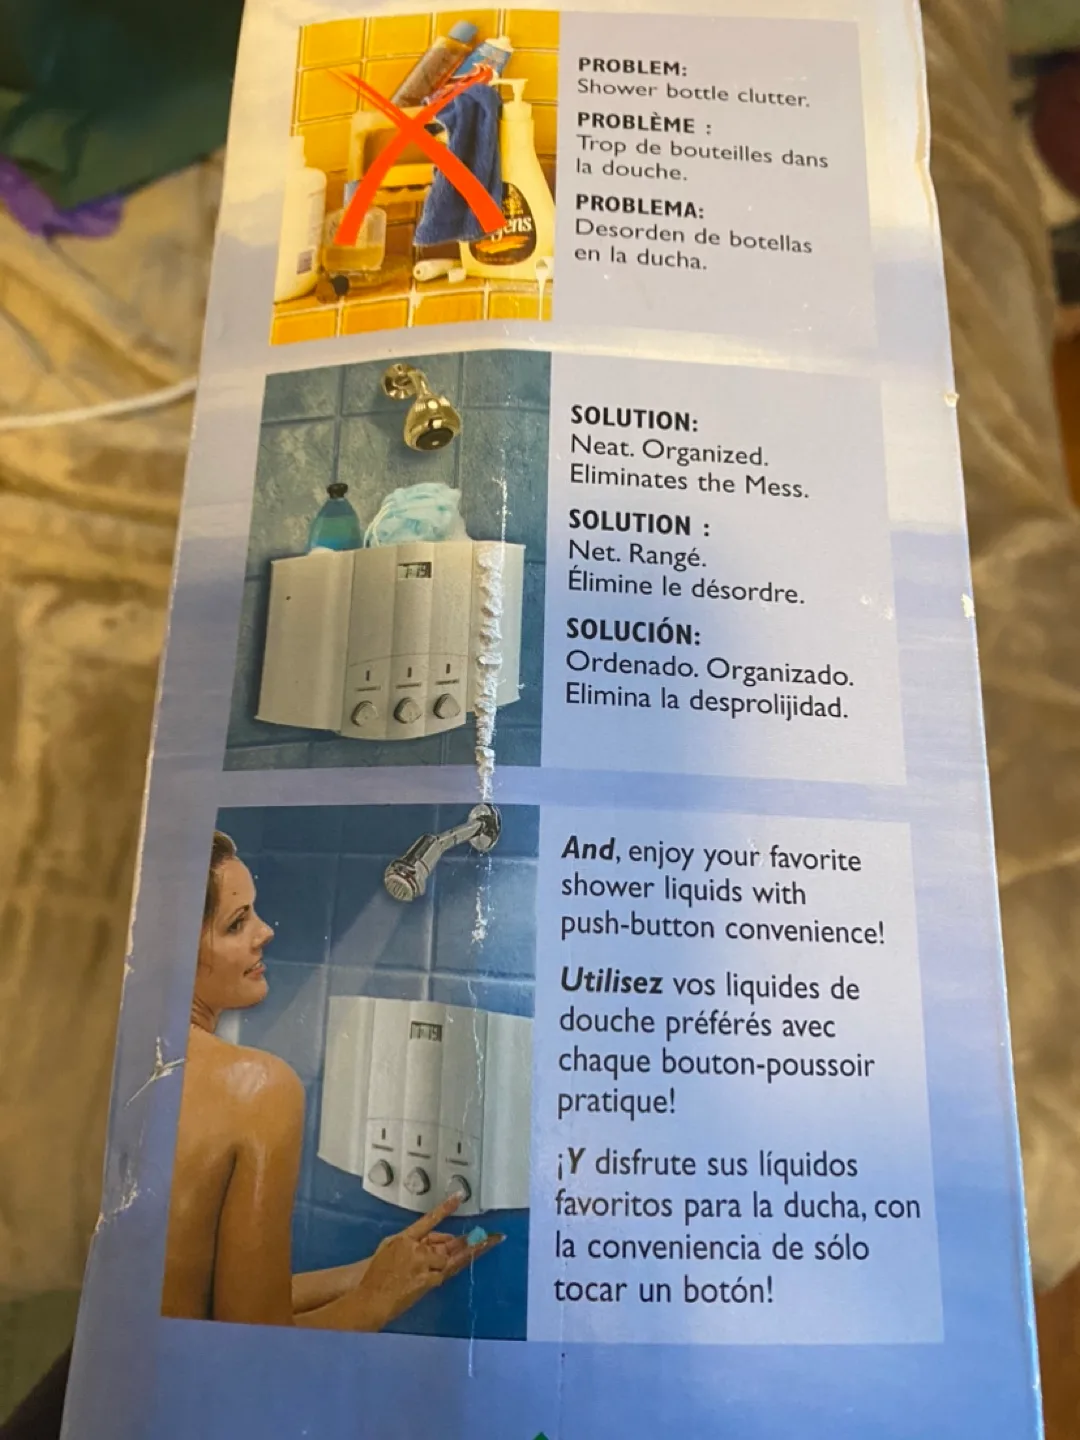 PROBLEM:
Shower bottle clutter.
PROBLÈME :
Trop de bouteilles dans
la douche.
PROBLEMA:
Desorden de botellas
en la ducha.
SOLUTION:
Neat. Organized.
Eliminates the Mess.
SOLUTION :
Net. Rangé.
Élimine le désordre.
SOLUCIÓN:
Ordenado. Organizado.
Elimina la desprolijidad.
And, enjoy your favorite
shower liquids with
push-button convenience!
Utilisez vos liquides de
douche préférés avec
chaque bouton-poussoir
pratique!
¡Y disfrute sus líquidos
favoritos para la ducha, con
la conveniencia de sólo
tocar un botón!